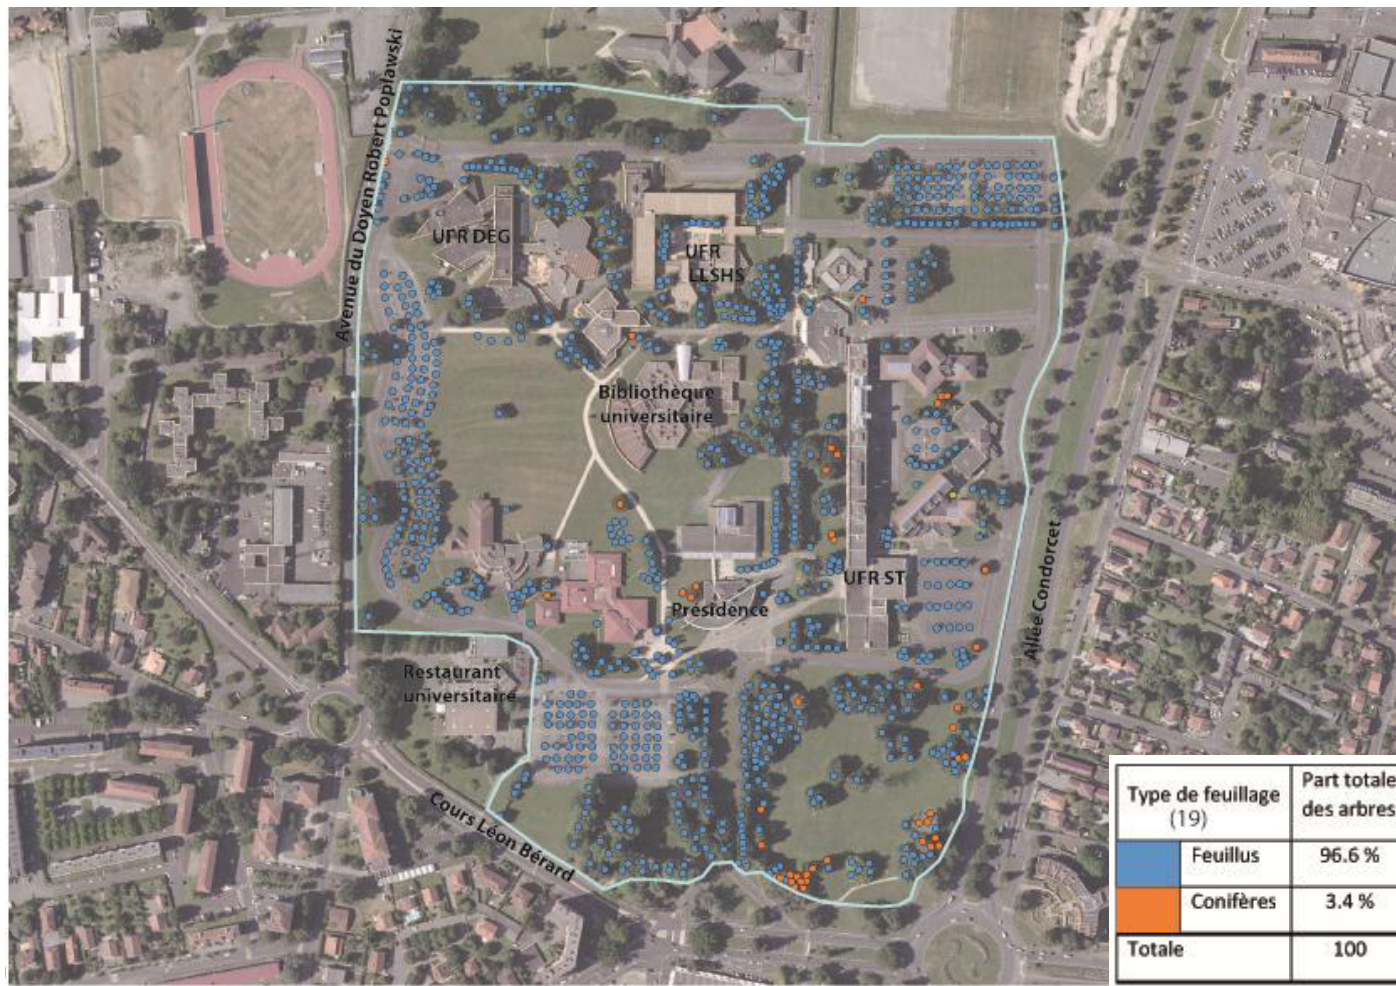 Avenue du Doyen Robert Poplawski
UFR DEG
UFR
LLSHS
Bibliothèque
universitaire
UFR ST
Présidence
Allée Condorcet
Restaurant
universitaire
Cours Léon Bérard
Type de feuillage
(19)
Part totale
des arbres
Feuillus
96.6 %
Conifères
3.4 %
Totale
100